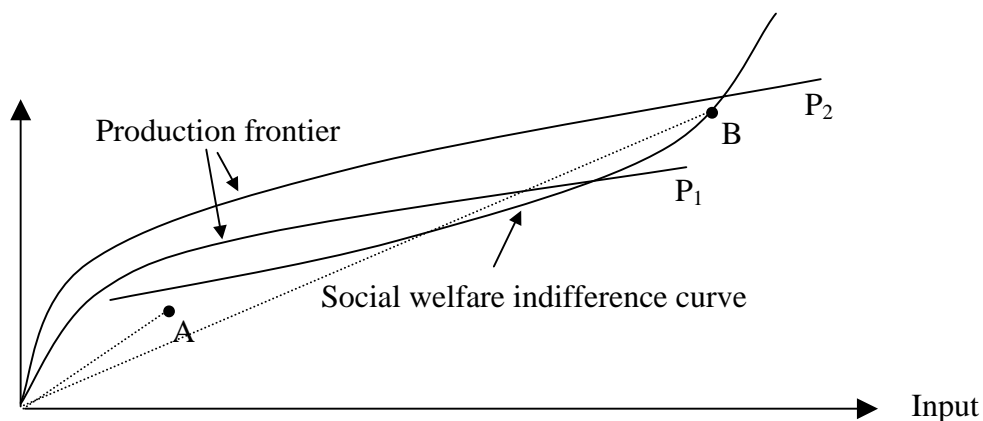 Production frontier
P₂
B
P₁
Social welfare indifference curve
A
Input